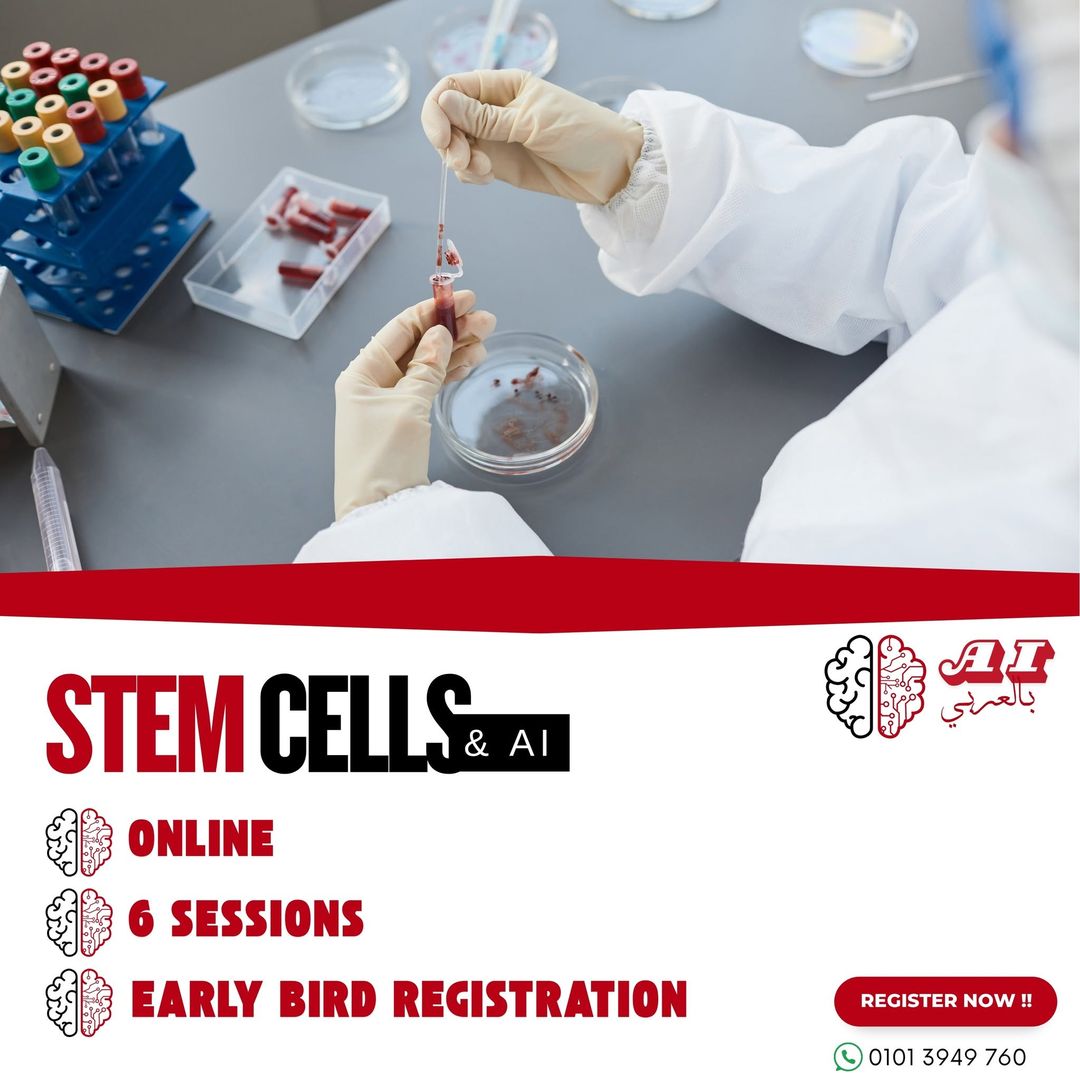 STEM CELLS & AI
AI
بالعربي
ONLINE
6 SESSIONS
EARLY BIRD REGISTRATION
REGISTER NOW !!
0101 3949 760